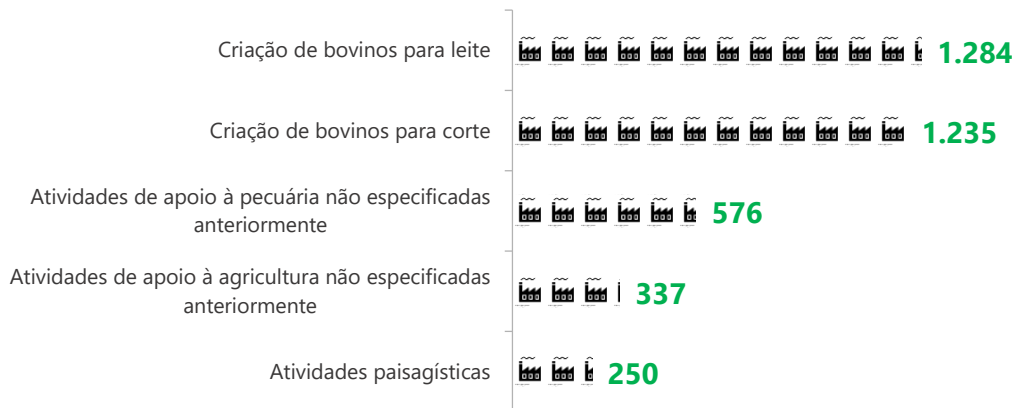 Criação de bovinos para leite
1.284
Criação de bovinos para corte
1.235
Atividades de apoio à pecuária não especificadas
anteriormente
576
Atividades de apoio à agricultura não especificadas
anteriormente
337
Atividades paisagísticas
250